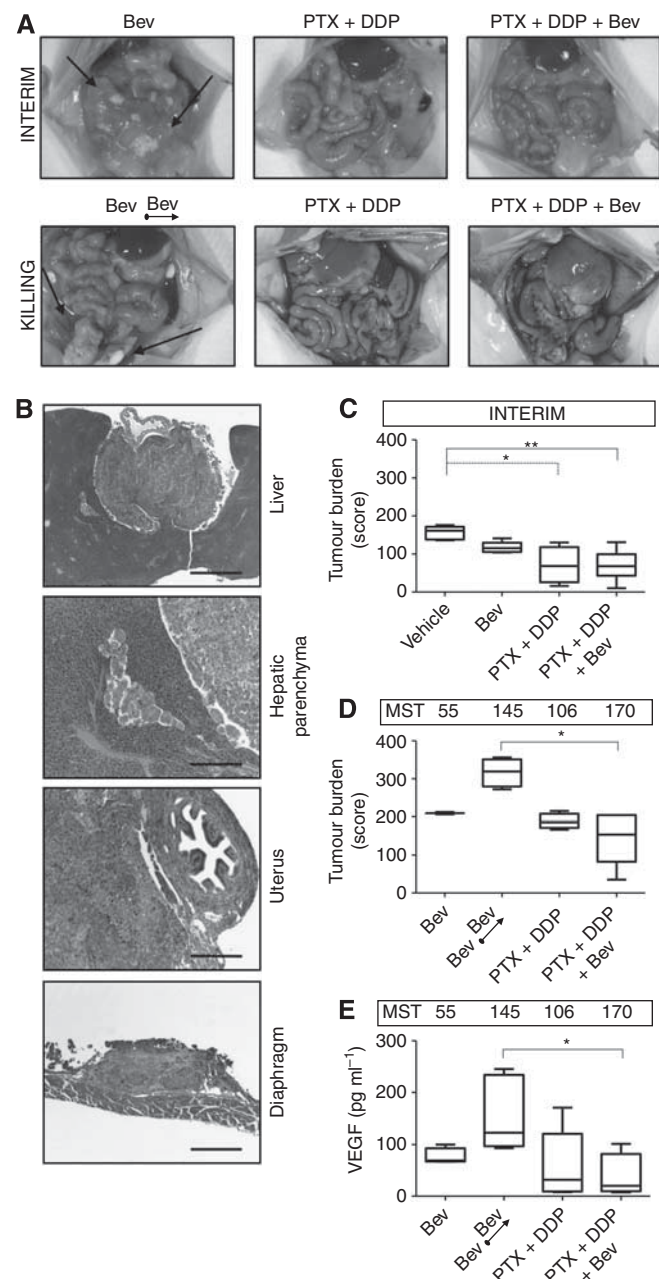 A
Bev
PTX + DDP
PTX + DDP + Bev
INTERIM
Bev Bev
PTX + DDP
PTX + DDP + Bev
KILLING
B
Liver
Hepatic
parenchyma
Uterus
Diaphragm
C
INTERIM
Tumour burden
(score)
400
300
200
100
0
**
*
Vehicle
Bev
PTX + DDP
PTX + DDP
+ Bev
D
MST 55 145 106 170
Tumour burden
(score)
400
300
200
100
0
*
Bev
Bev Bev
PTX + DDP
PTX + DDP
+ Bev
E
MST 55 145 106 170
VEGF (pg ml⁻¹)
300
200
100
0
*
Bev
Bev Bev
PTX + DDP
PTX + DDP
+ Bev